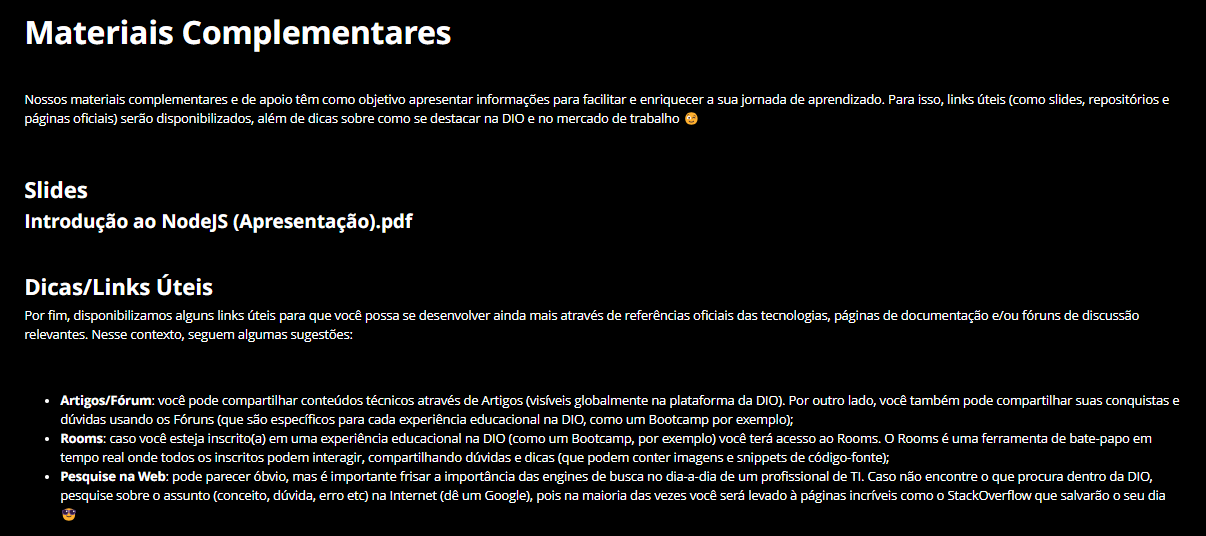 Materiais Complementares
Nossos materiais complementares e de apoio têm como objetivo apresentar informações para facilitar e enriquecer a sua jornada de aprendizado. Para isso, links úteis (como slides, repositórios e
páginas oficiais) serão disponibilizados, além de dicas sobre como se destacar na DIO e no mercado de trabalho 😉
Slides
Introdução ao NodeJS (Apresentação).pdf
Dicas/Links Úteis
Por fim, disponibilizamos alguns links úteis para que você possa se desenvolver ainda mais através de referências oficiais das tecnologias, páginas de documentação e/ou fóruns de discussão
relevantes. Nesse contexto, seguem algumas sugestões:
• Artigos/Fórum: você pode compartilhar conteúdos técnicos através de Artigos (visíveis globalmente na plataforma da DIO). Por outro lado, você também pode compartilhar suas conquistas e
dúvidas usando os Fóruns (que são específicos para cada experiência educacional na DIO, como um Bootcamp por exemplo);
• Rooms: caso você esteja inscrito(a) em uma experiência educacional na DIO (como um Bootcamp, por exemplo) você terá acesso ao Rooms. O Rooms é uma ferramenta de bate-papo em
tempo real onde todos os inscritos podem interagir, compartilhando dúvidas e dicas (que podem conter imagens e snippets de código-fonte);
• Pesquise na Web: pode parecer óbvio, mas é importante frisar a importância das engines de busca no dia-a-dia de um profissional de TI. Caso não encontre o que procura dentro da DIO,
pesquise sobre o assunto (conceito, dúvida, erro etc) na Internet (dê um Google), pois na maioria das vezes você será levado à páginas incríveis como o StackOverflow que salvarão o seu dia
😎